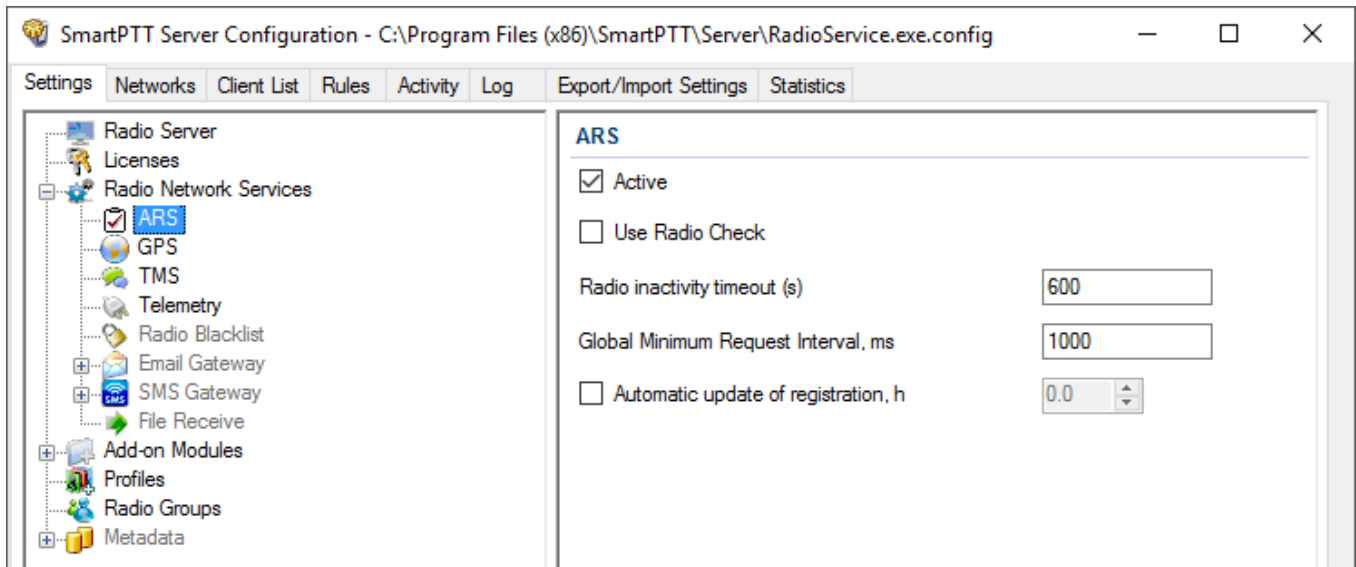 SmartPTT Server Configuration - C:\Program Files (x86)\SmartPTT\Server\RadioService.exe.config
Settings Networks Client List Rules Activity Log Export/Import Settings Statistics
Radio Server
Licenses
Radio Network Services
ARS
GPS
TMS
Telemetry
Radio Blacklist
Email Gateway
SMS
SMS Gateway
File Receive
Add-on Modules
Profiles
Radio Groups
Metadata
ARS
Active
Use Radio Check
Radio inactivity timeout (s) 600
Global Minimum Request Interval, ms 1000
Automatic update of registration, h 0.0